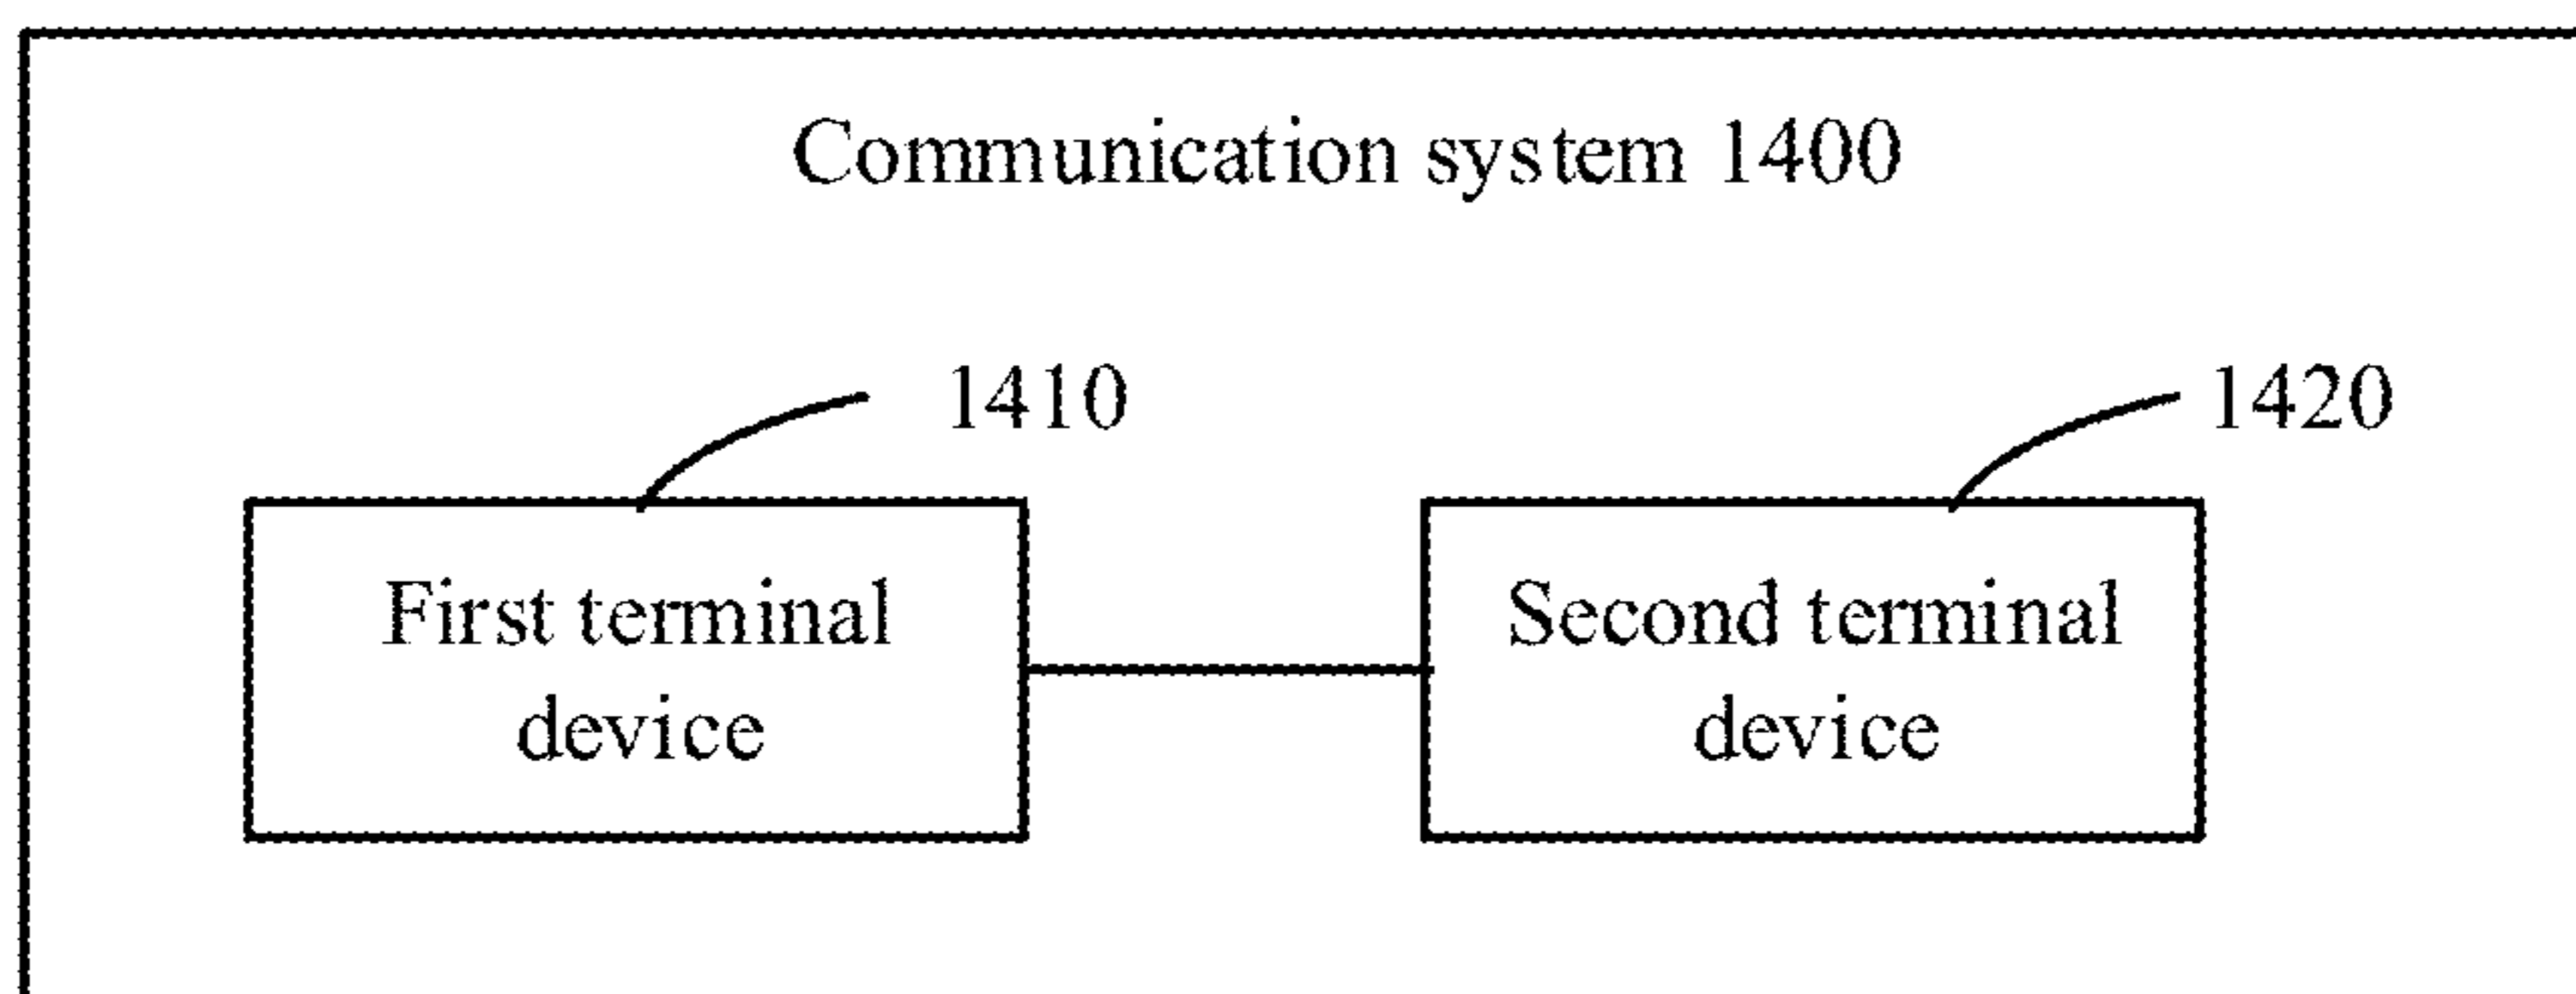 Communication system 1400
1410
1420
First terminal
device
Second terminal
device